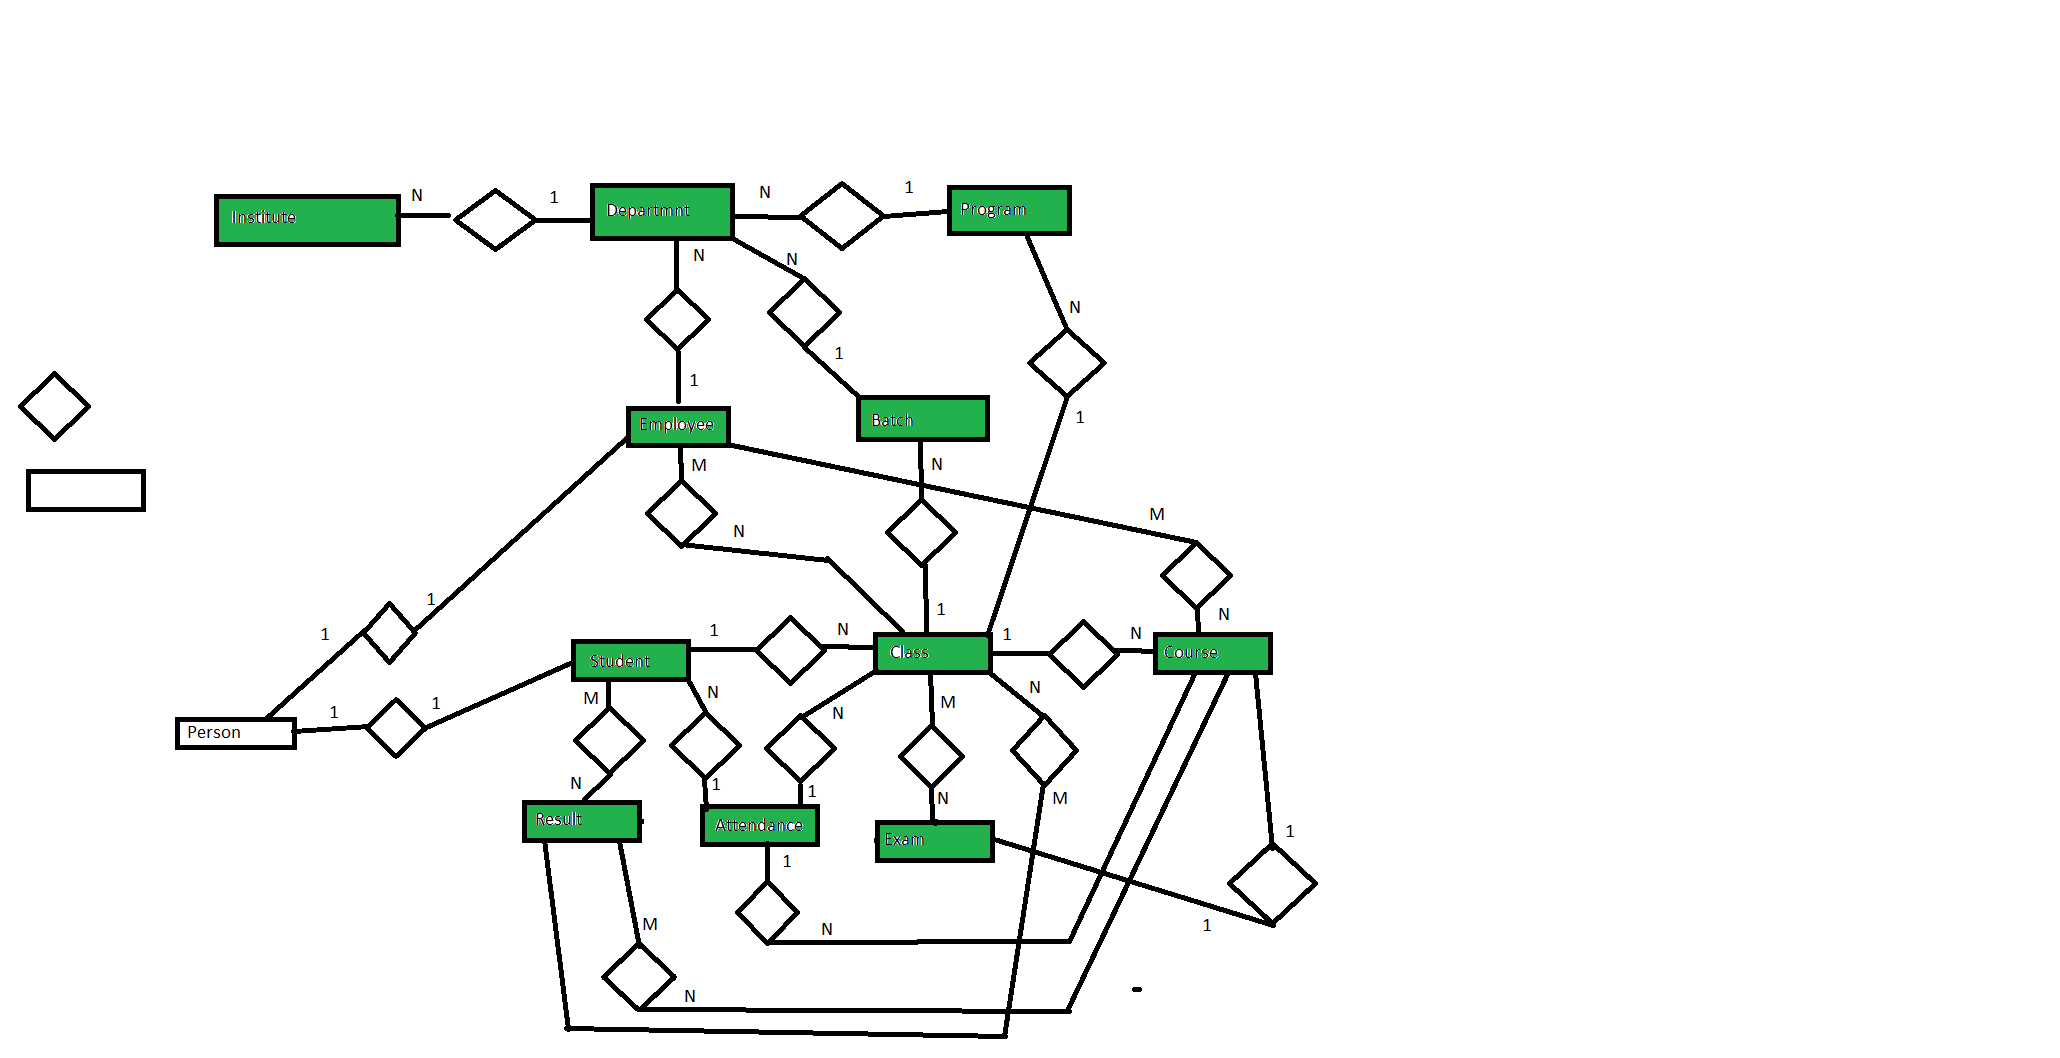 N 1 N 1
Institute Departmnt Program
N N
N
1
1
1
Employee Batch
M N
M
N
1
1 N
1 1 N 1 N
Student Class Course
1 1 M N N M
Person
N
N 1 1 M N
Result Attendance Exam
1
1
M N 1
N